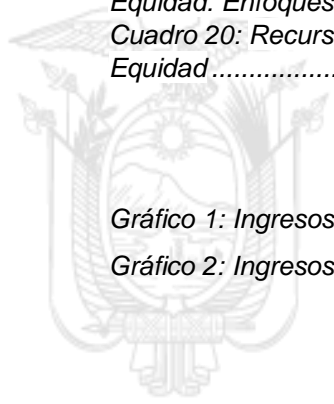 Equidad: Enfoques
Cuadro 20: Recurs
Equidad .................
Gráfico 1: Ingresos
Gráfico 2: Ingresos